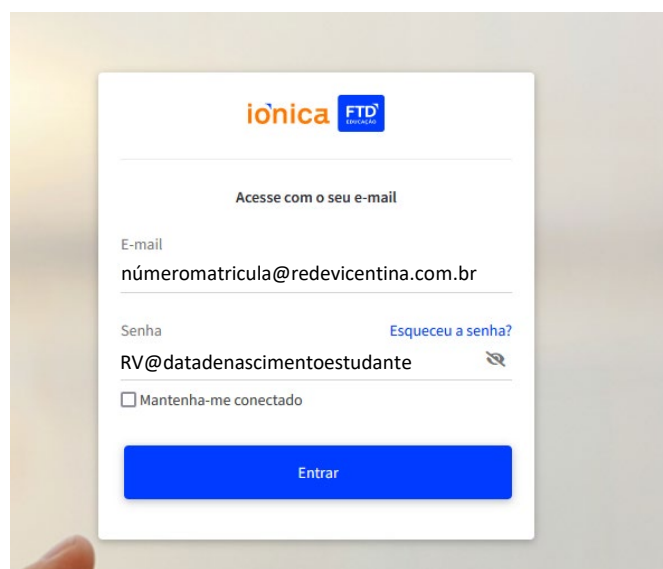 ionica FTD
EDUCAÇÃO
Acesse com o seu e-mail
E-mail
númeromatricula@redevicentina.com.br
Senha Esqueceu a senha?
RV@datadenascimentoestudante
Mantenha-me conectado
Entrar